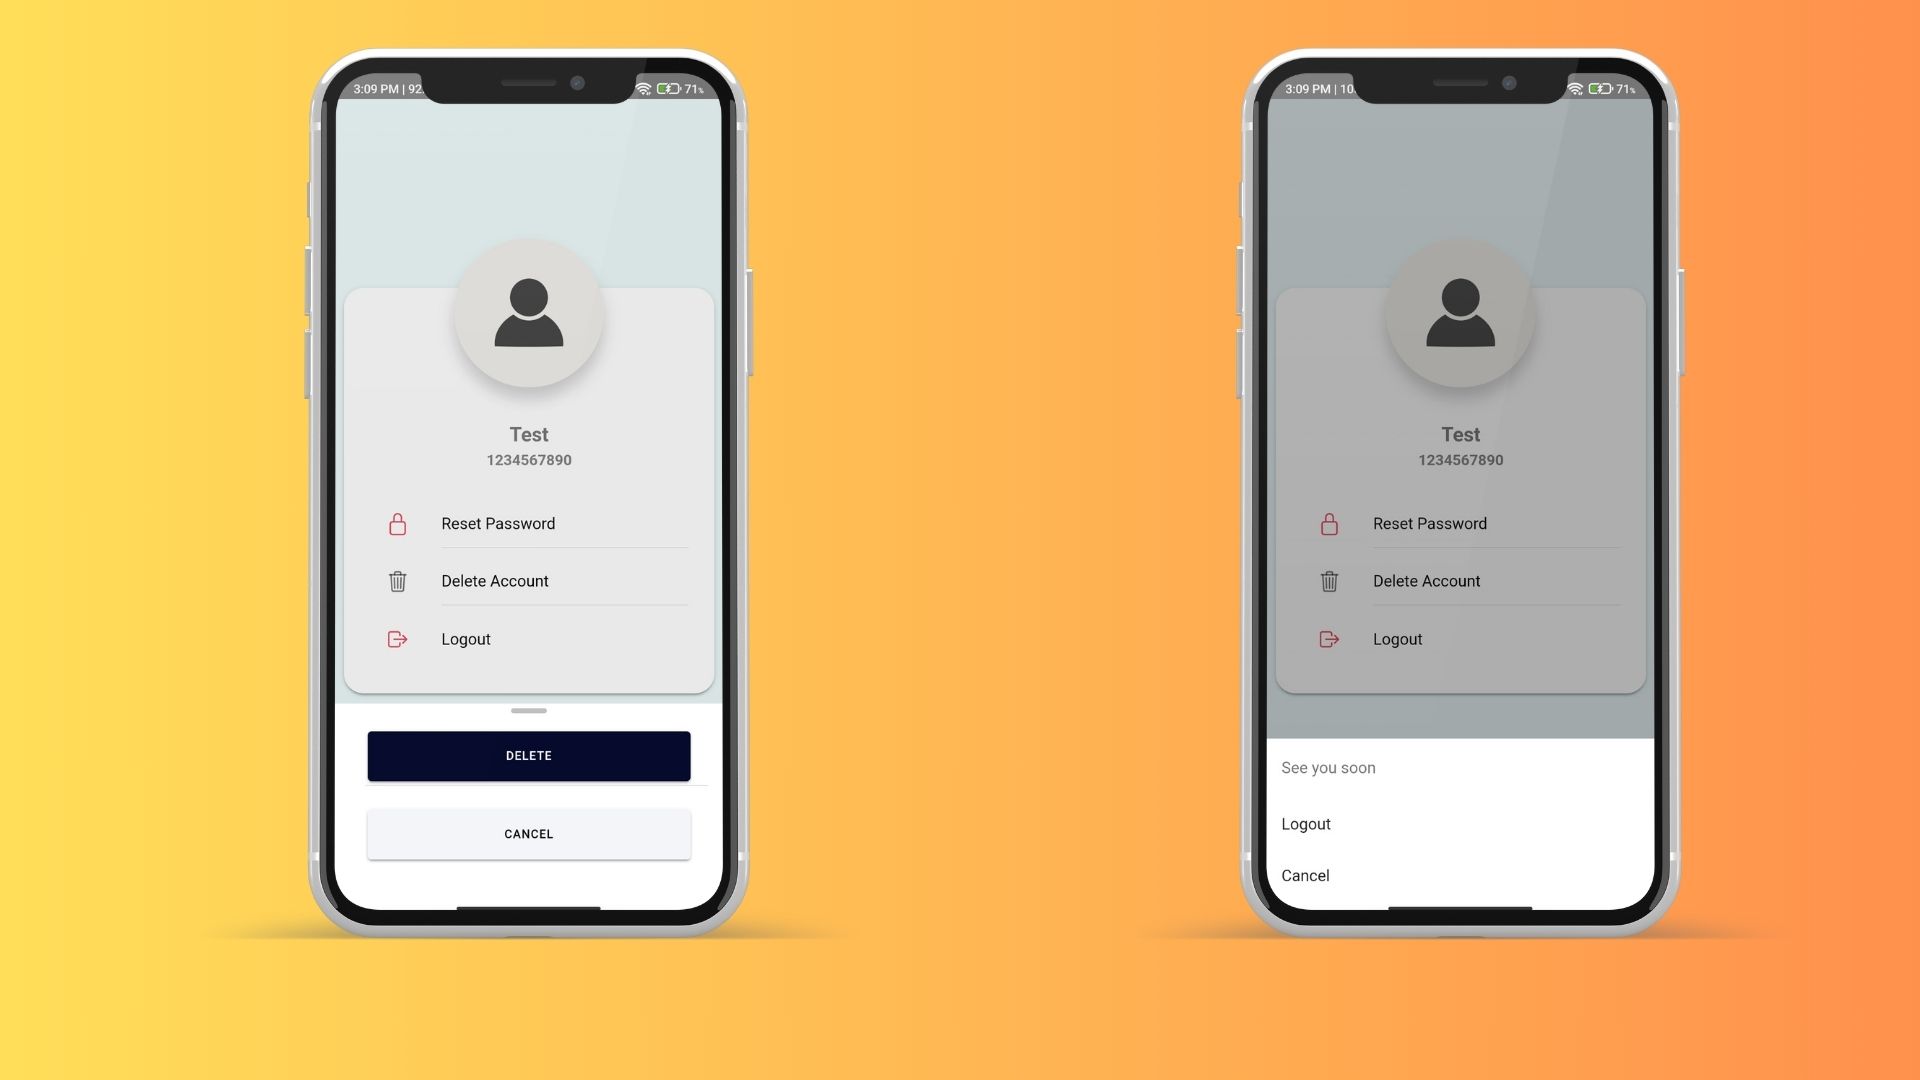 3:09 PM | 92
71%
Test
1234567890
Reset Password
Delete Account
Logout
DELETE
CANCEL
3:09 PM | 10
71%
Test
1234567890
Reset Password
Delete Account
Logout
See you soon
Logout
Cancel